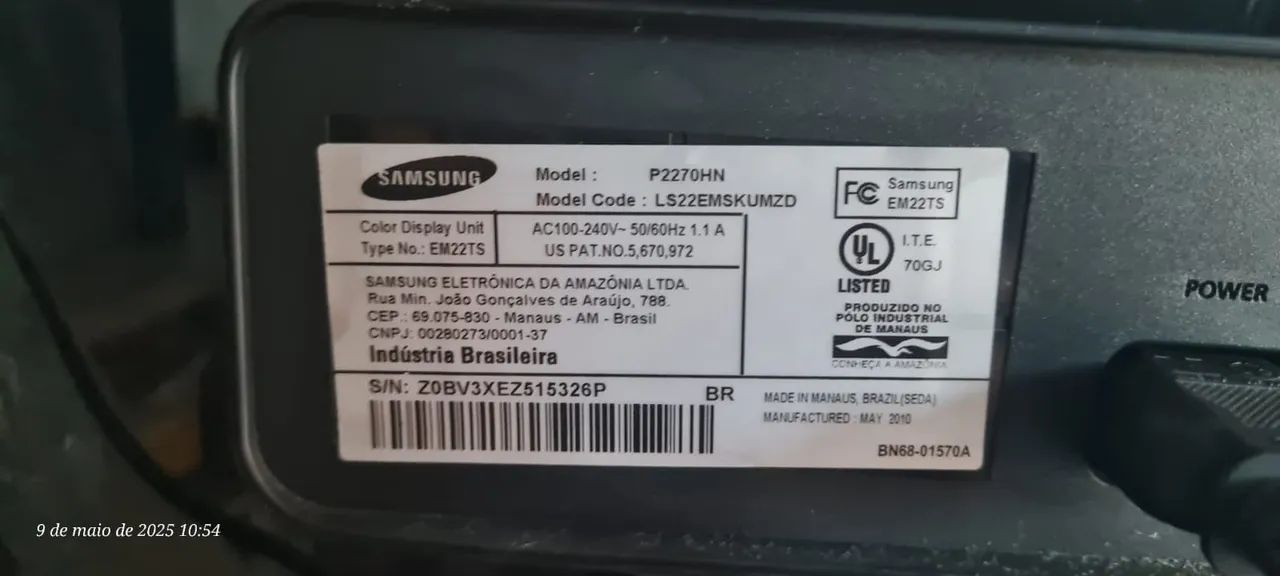 SAMSUNG
Model : P2270HN
Model Code : LS22EMSKUMZD
Color Display Unit
Type No.: EM22TS
AC100-240V~ 50/60Hz 1.1 A
US PAT.NO.5,670,972
FC Samsung
EM22TS
UL
LISTED
I.T.E.
70GJ
SAMSUNG ELETRÔNICA DA AMAZÔNIA LTDA.
Rua Min. João Gonçalves de Araújo, 788.
CEP.: 69.075-830 - Manaus - AM - Brasil
CNPJ: 00280273/0001-37
Indústria Brasileira
PRODUZIDO NO
PÓLO INDUSTRIAL
DE MANAUS
CONHEÇA A AMAZÔNIA
S/N: Z0BV3XEZ515326P BR
MADE IN MANAUS, BRAZIL(SEDA)
MANUFACTURED : MAY 2010
BN68-01570A
POWER
9 de maio de 2025 10:54